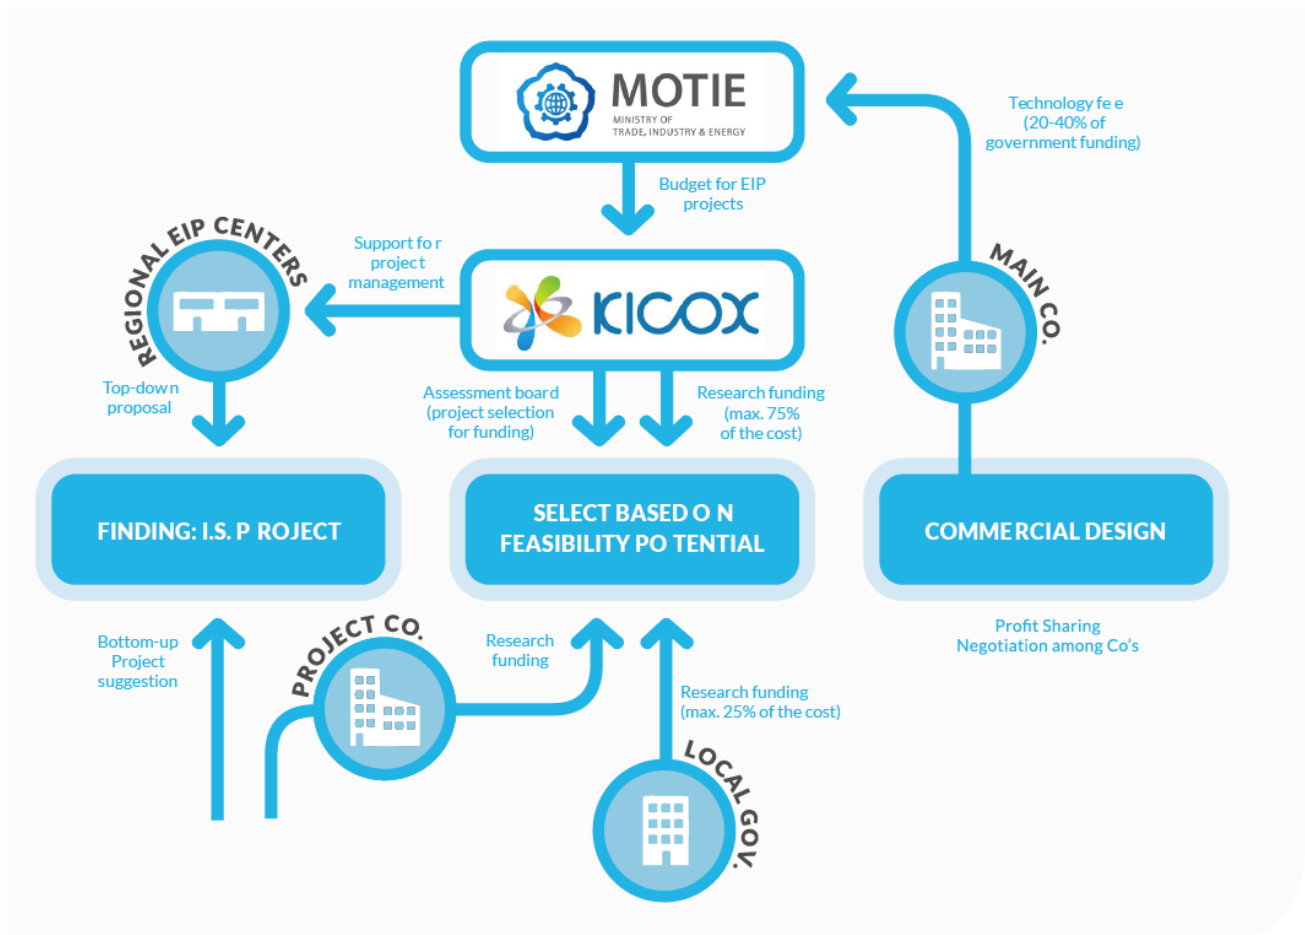 MOTIE
MINISTRY OF
TRADE, INDUSTRY & ENERGY
Technology fe e
(20-40% of
government funding)
Budget for EIP
projects
REGIONAL EIP CENTERS
Support fo r
projec t
management
KICOX
MAIN CO.
Top-dow n
proposal
Assessment board
(project selection
for funding)
Research funding
(max. 75%
of the cost)
FINDING: I.S. P ROJECT
SELECT BASED O N
FEASIBILITY PO TENTIAL
COMME RCIAL DESIGN
Bottom-up
Project
suggestion
PROJECT CO.
Research
funding
Research funding
(max. 25% of the cost)
Profit Sharing
Negotiation among Co's
LOCAL GOV.